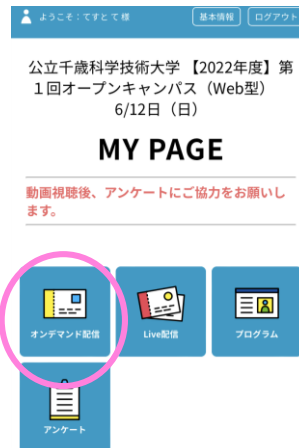 ようこそ：てすとて 様
基本情報
ログアウト
公立千歳科学技術大学 【2022年度】第
１回オープンキャンパス（Web型）
6/12日（日）
MY PAGE
動画視聴後、アンケートにご協力をお願いし
ます。
オンデマンド配信
Live配信
プログラム
アンケート